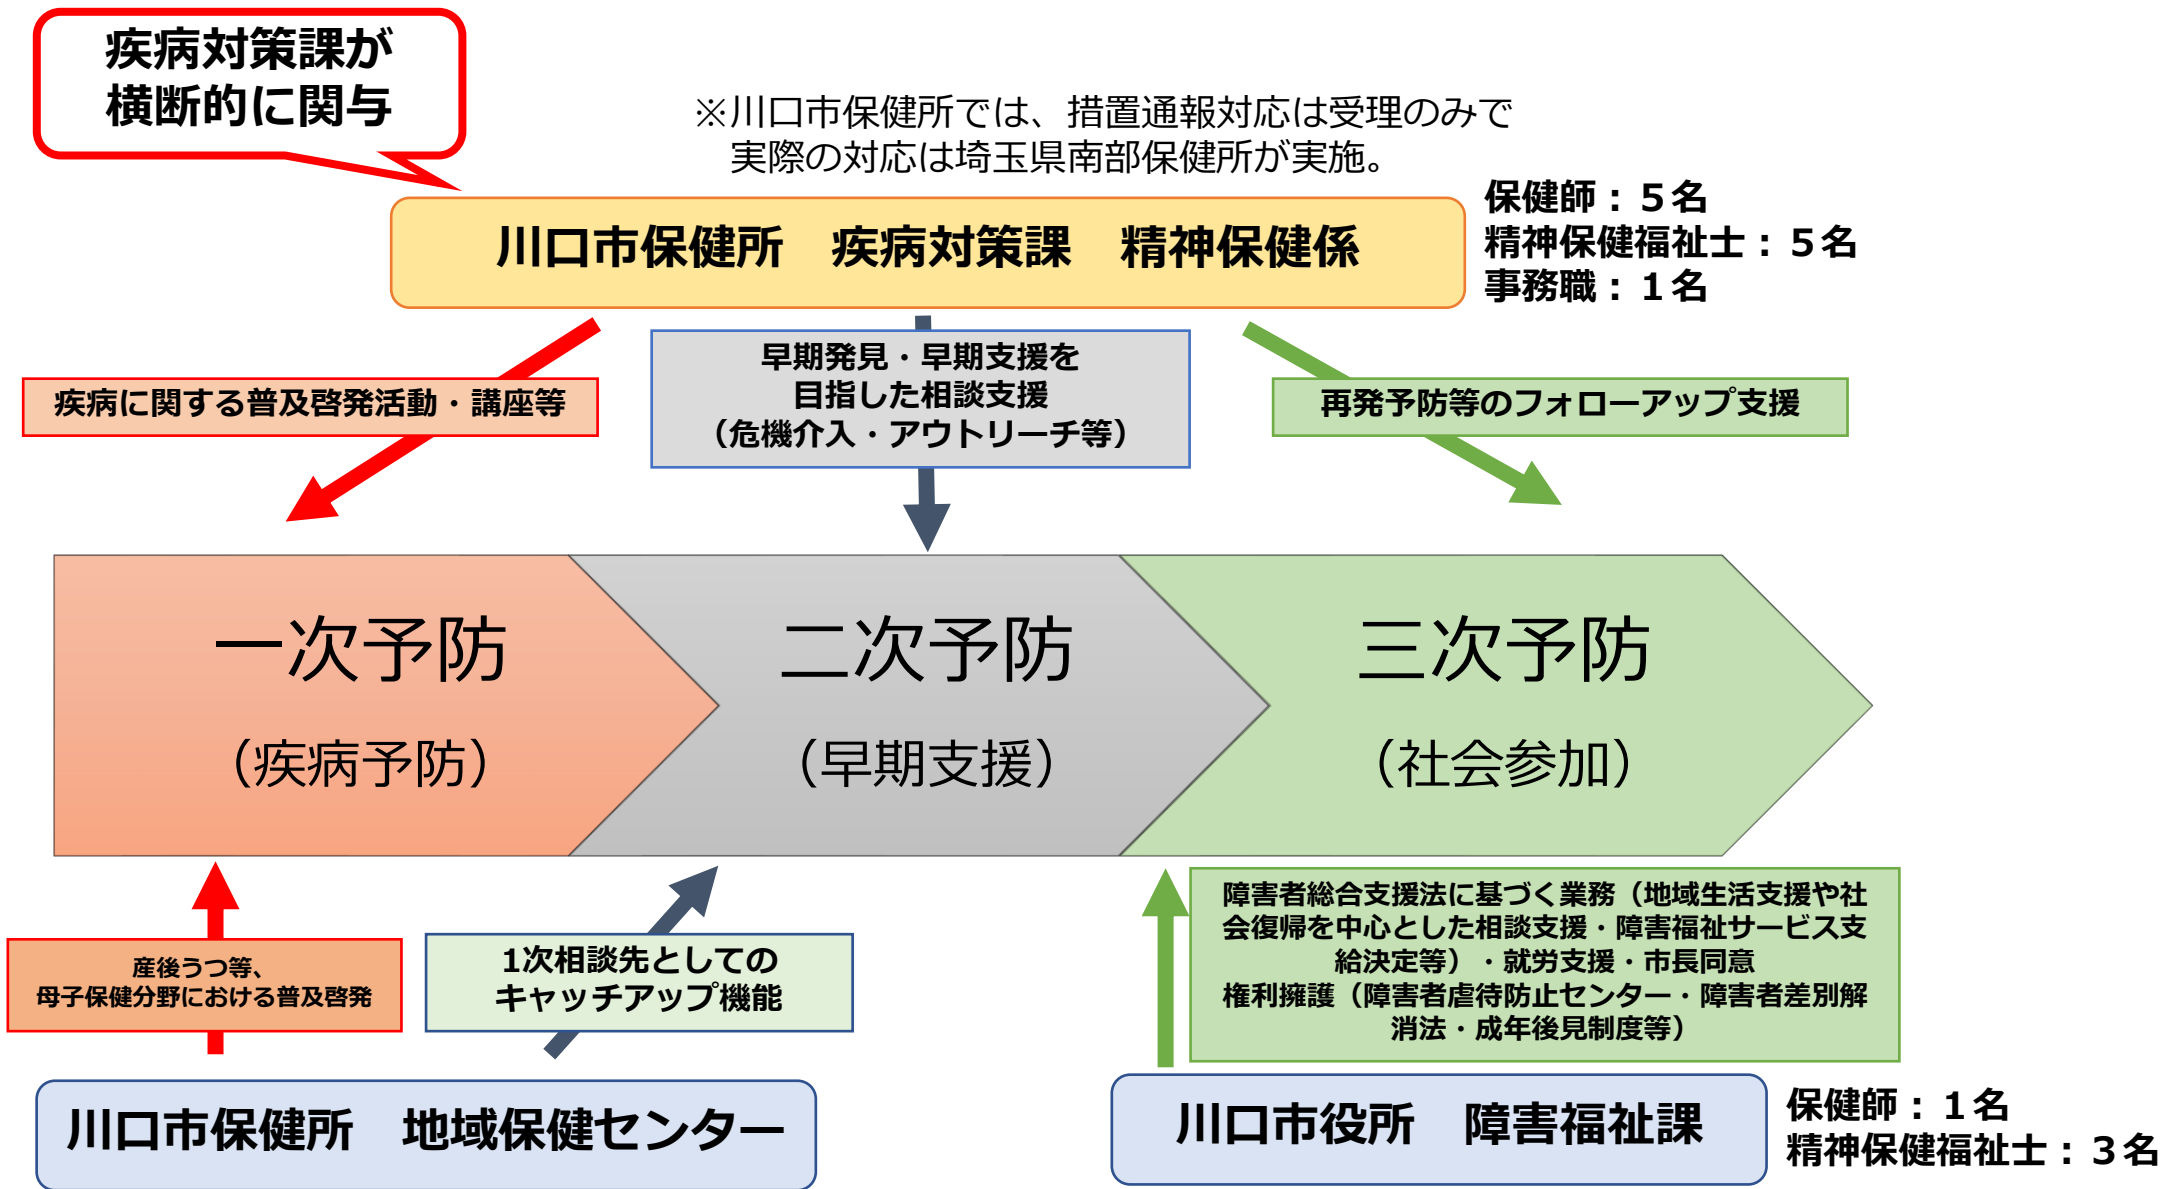 疾病対策課が
横断的に関与
※川口市保健所では、措置通報対応は受理のみで
実際の対応は埼玉県南部保健所が実施。
川口市保健所　疾病対策課　精神保健係
保健師：５名
精神保健福祉士：５名
事務職：１名
疾病に関する普及啓発活動・講座等
早期発見・早期支援を
目指した相談支援
（危機介入・アウトリーチ等）
再発予防等のフォローアップ支援
一次予防
（疾病予防）
二次予防
（早期支援）
三次予防
（社会参加）
産後うつ等、
母子保健分野における普及啓発
1次相談先としての
キャッチアップ機能
障害者総合支援法に基づく業務（地域生活支援や社
会復帰を中心とした相談支援・障害福祉サービス支
給決定等）・就労支援・市長同意
権利擁護（障害者虐待防止センター・障害者差別解
消法・成年後見制度等）
川口市保健所　地域保健センター
川口市役所　障害福祉課
保健師：１名
精神保健福祉士：３名